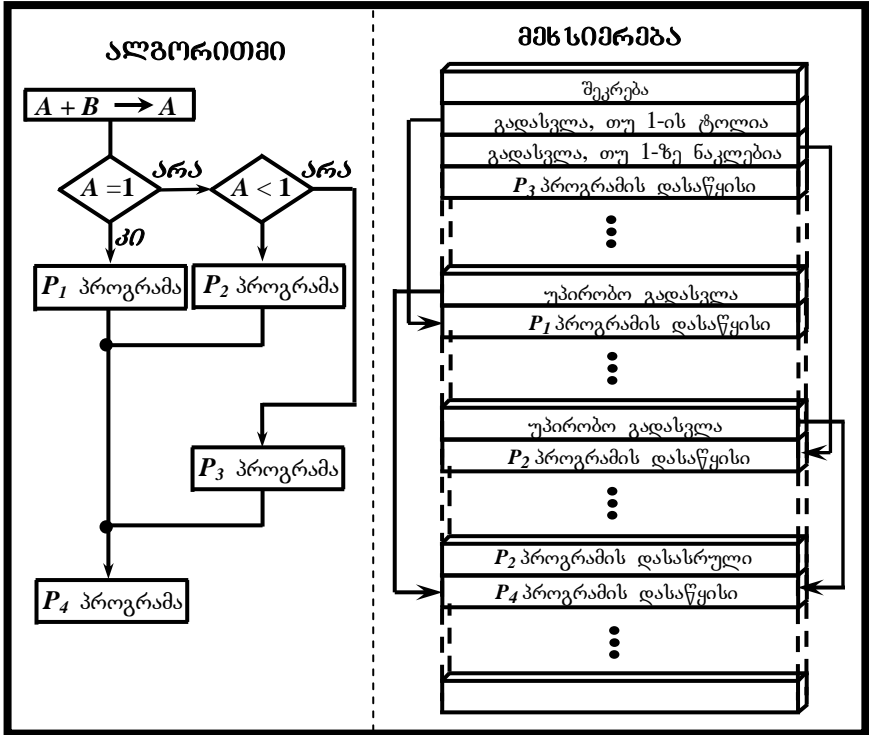 ალგორითმი
A + B → A
A =1
არა
A < 1
არა
კი
P1 პროგრამა
P2 პროგრამა
P3 პროგრამა
P4 პროგრამა
მეხსიერება
შეკრება
გადასვლა, თუ 1-ის ტოლია
გადასვლა, თუ 1-ზე ნაკლებია
P3 პროგრამის დასაწყისი
უპირობო გადასვლა
P1 პროგრამის დასაწყისი
უპირობო გადასვლა
P2 პროგრამის დასაწყისი
P2 პროგრამის დასასრული
P4 პროგრამის დასაწყისი